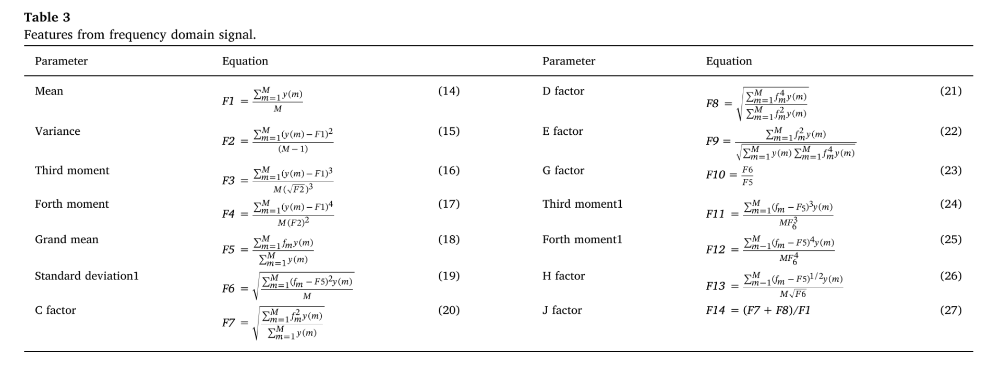 Table 3
Features from frequency domain signal.
Parameter Equation Parameter Equation
Mean F1 = \frac{\sum_{m=1}^{M} y(m)}{M} (14) D factor F8 = \sqrt{\frac{\sum_{m=1}^{M} f_m^4 y(m)}{\sum_{m=1}^{M} f_m^2 y(m)}} (21)
Variance F2 = \frac{\sum_{m=1}^{M} (y(m) - F1)^2}{(M - 1)} (15) E factor F9 = \frac{\sum_{m=1}^{M} f_m^2 y(m)}{\sqrt{\sum_{m=1}^{M} y(m) \sum_{m=1}^{M} f_m^4 y(m)}} (22)
Third moment F3 = \frac{\sum_{m=1}^{M} (y(m) - F1)^3}{M(\sqrt{F2})^3} (16) G factor F10 = \frac{F6}{F5} (23)
Forth moment F4 = \frac{\sum_{m=1}^{M} (y(m) - F1)^4}{M(F2)^2} (17) Third moment1 F11 = \frac{\sum_{m=1}^{M} (f_m - F5)^3 y(m)}{MF_6^3} (24)
Grand mean F5 = \frac{\sum_{m=1}^{M} f_m y(m)}{\sum_{m=1}^{M} y(m)} (18) Forth moment1 F12 = \frac{\sum_{m-1}^{M} (f_m - F5)^4 y(m)}{MF_6^4} (25)
Standard deviation1 F6 = \sqrt{\frac{\sum_{m=1}^{M} (f_m - F5)^2 y(m)}{M}} (19) H factor F13 = \frac{\sum_{m-1}^{M} (f_m - F5)^{1/2} y(m)}{M\sqrt{F6}} (26)
C factor F7 = \sqrt{\frac{\sum_{m=1}^{M} f_m^2 y(m)}{\sum_{m=1}^{M} y(m)}} (20) J factor F14 = (F7 + F8)/F1 (27)